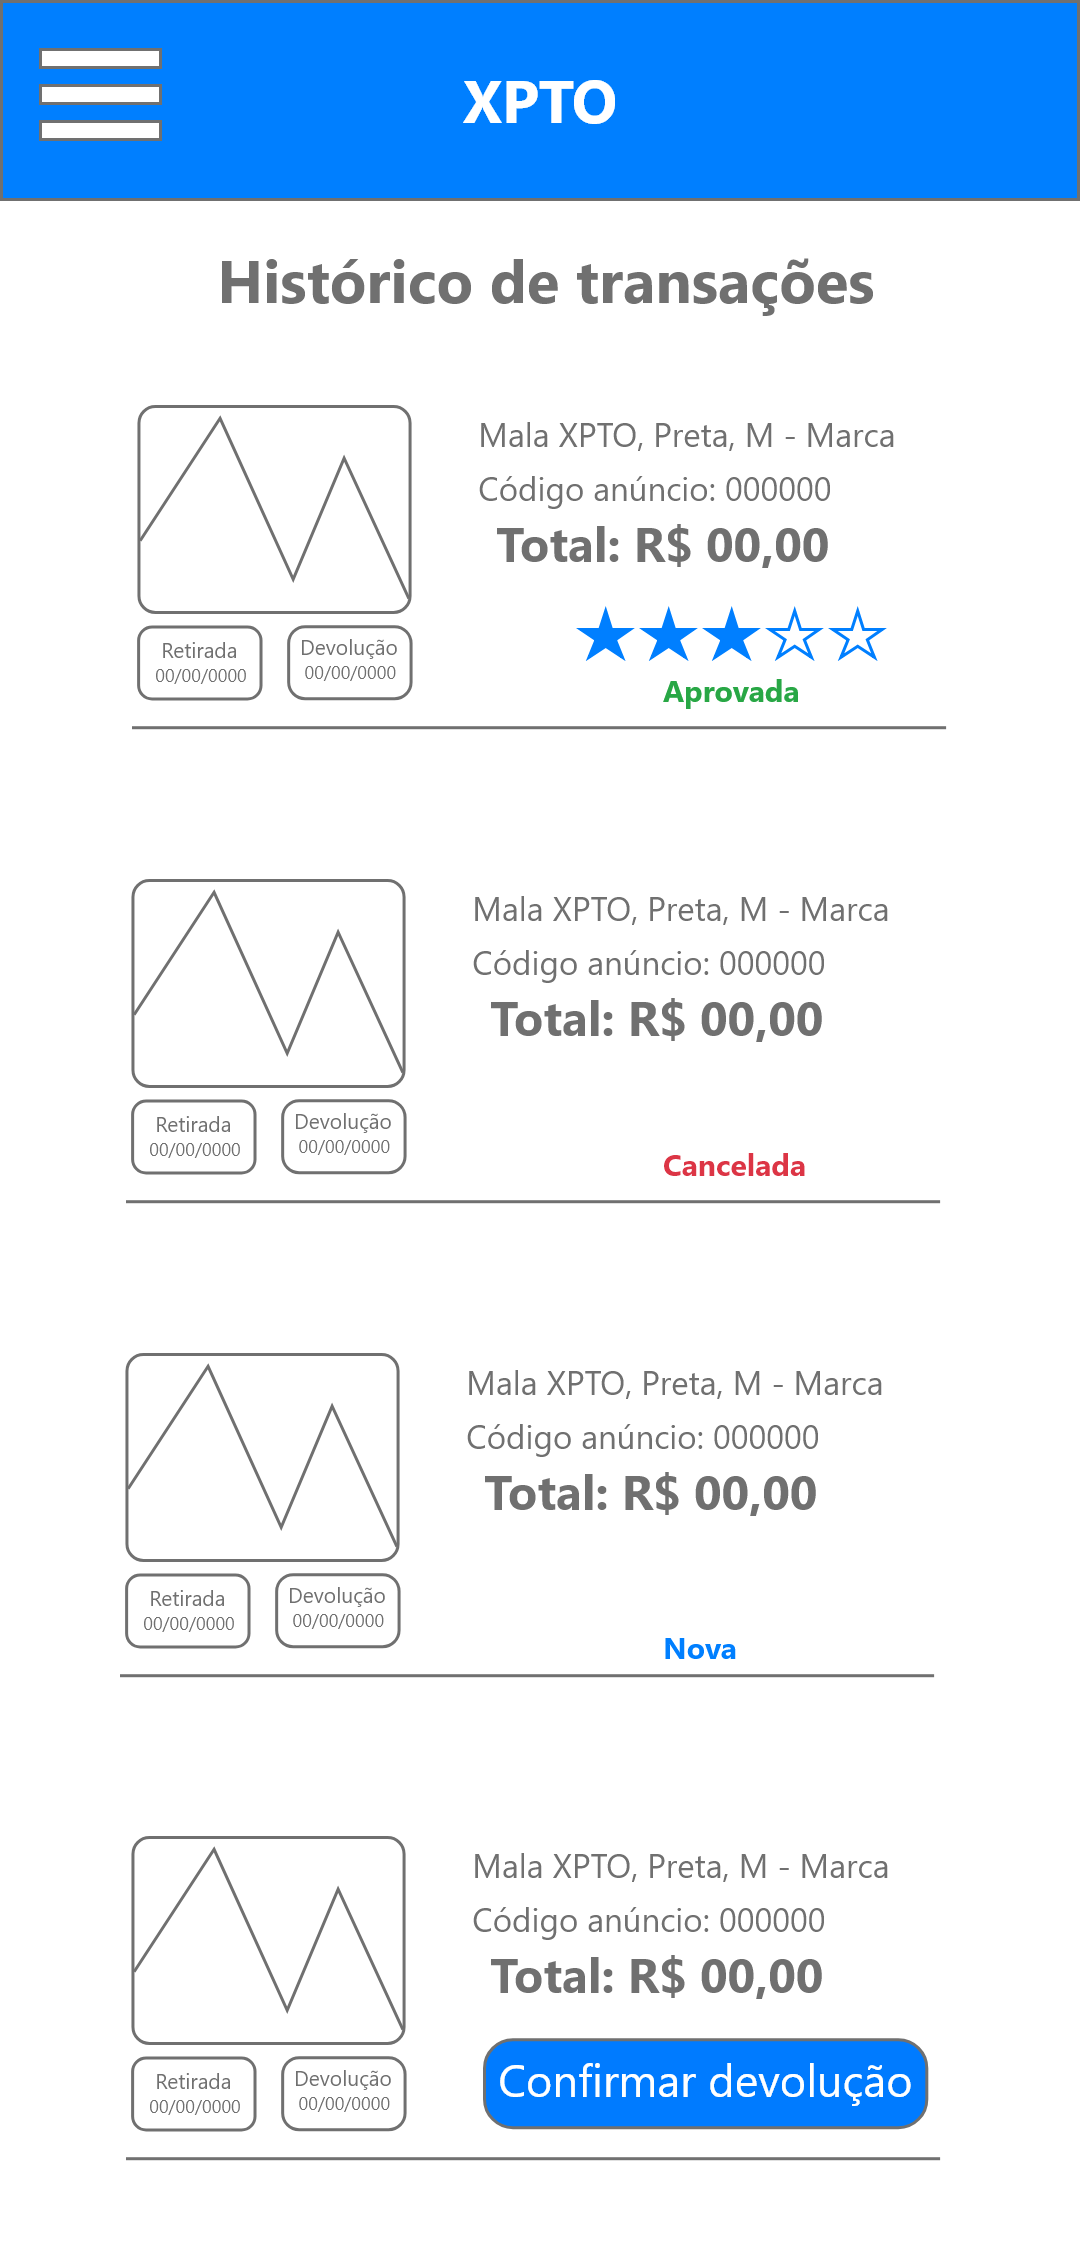 XPTO
Histórico de transações
Mala XPTO, Preta, M - Marca
Código anúncio: 000000
Total: R$ 00,00
Retirada
00/00/0000
Devolução
00/00/0000
Aprovada
Mala XPTO, Preta, M - Marca
Código anúncio: 000000
Total: R$ 00,00
Retirada
00/00/0000
Devolução
00/00/0000
Cancelada
Mala XPTO, Preta, M - Marca
Código anúncio: 000000
Total: R$ 00,00
Retirada
00/00/0000
Devolução
00/00/0000
Nova
Mala XPTO, Preta, M - Marca
Código anúncio: 000000
Total: R$ 00,00
Retirada
00/00/0000
Devolução
00/00/0000
Confirmar devolução